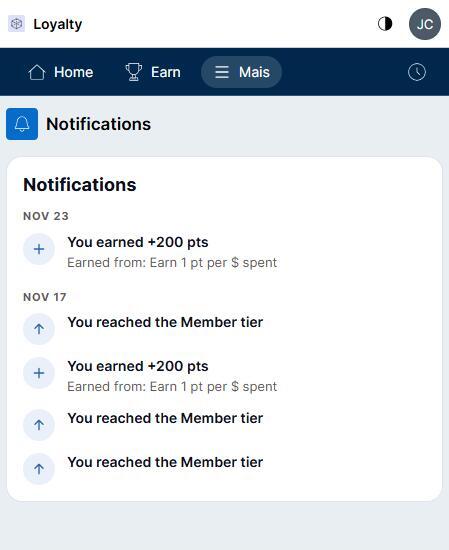 Loyalty
JC
Home
Earn
Mais
Notifications
Notifications
NOV 23
You earned +200 pts
Earned from: Earn 1 pt per $ spent
NOV 17
You reached the Member tier
You earned +200 pts
Earned from: Earn 1 pt per $ spent
You reached the Member tier
You reached the Member tier